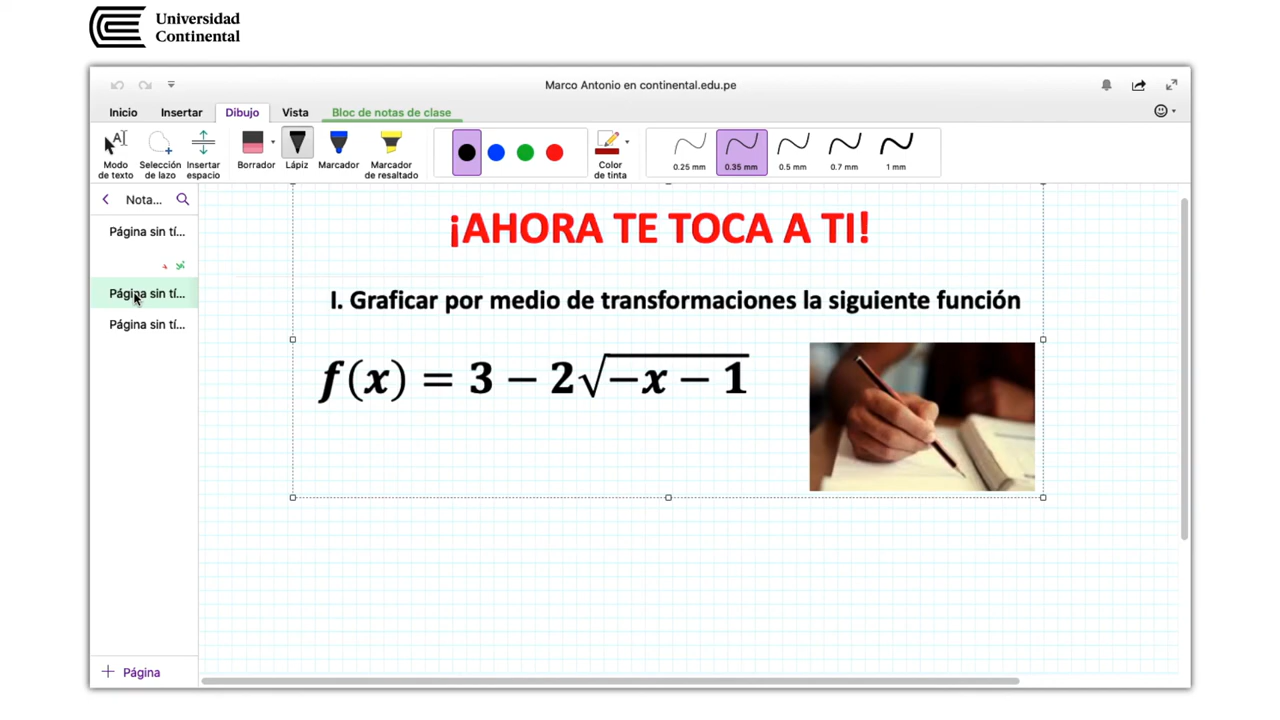 Universidad
Continental
Marco Antonio en continental.edu.pe
Inicio Insertar Dibujo Vista Bloc de notas de clase
Modo de texto
Selección de lazo
Insertar espacio
Borrador
Lápiz
Marcador
Marcador de resaltado
Color de tinta
0.25 mm 0.35 mm 0.5 mm 0.7 mm 1 mm
Nota...
Página sin tí...
Página sin tí...
Página sin tí...
Página
¡AHORA TE TOCA A TI!
I. Graficar por medio de transformaciones la siguiente función
f(x) = 3 − 2√−x − 1